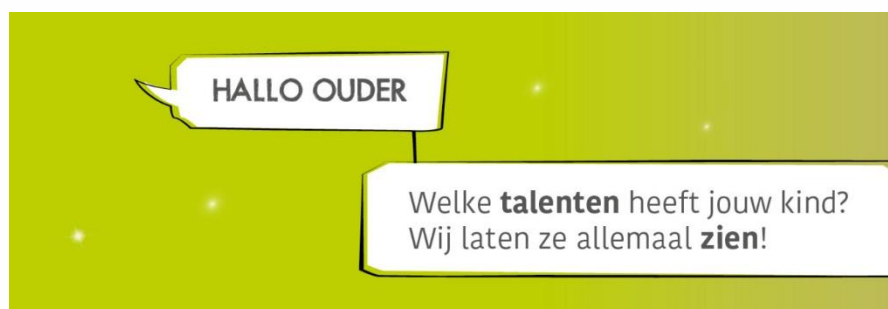 HALLO OUDER
Welke talenten heeft jouw kind?
Wij laten ze allemaal zien!